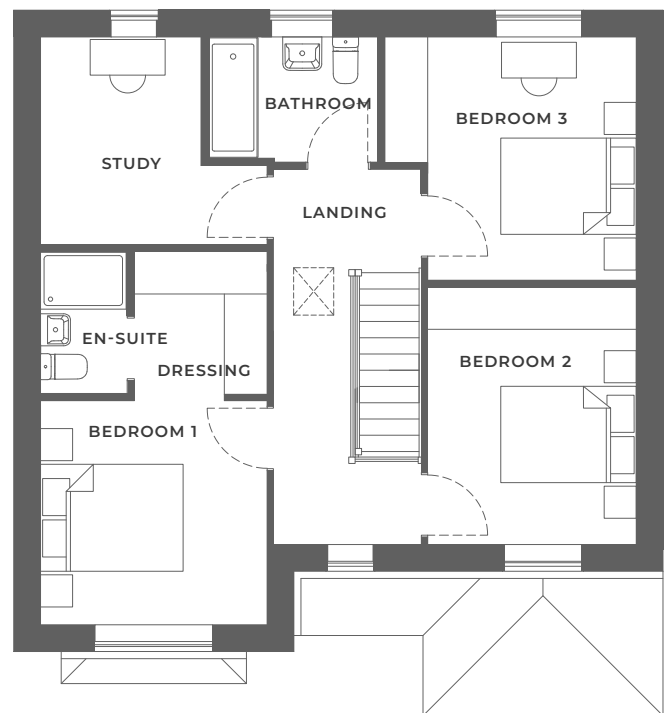 BATHROOM
BEDROOM 3
STUDY
LANDING
EN-SUITE
DRESSING
BEDROOM 2
BEDROOM 1